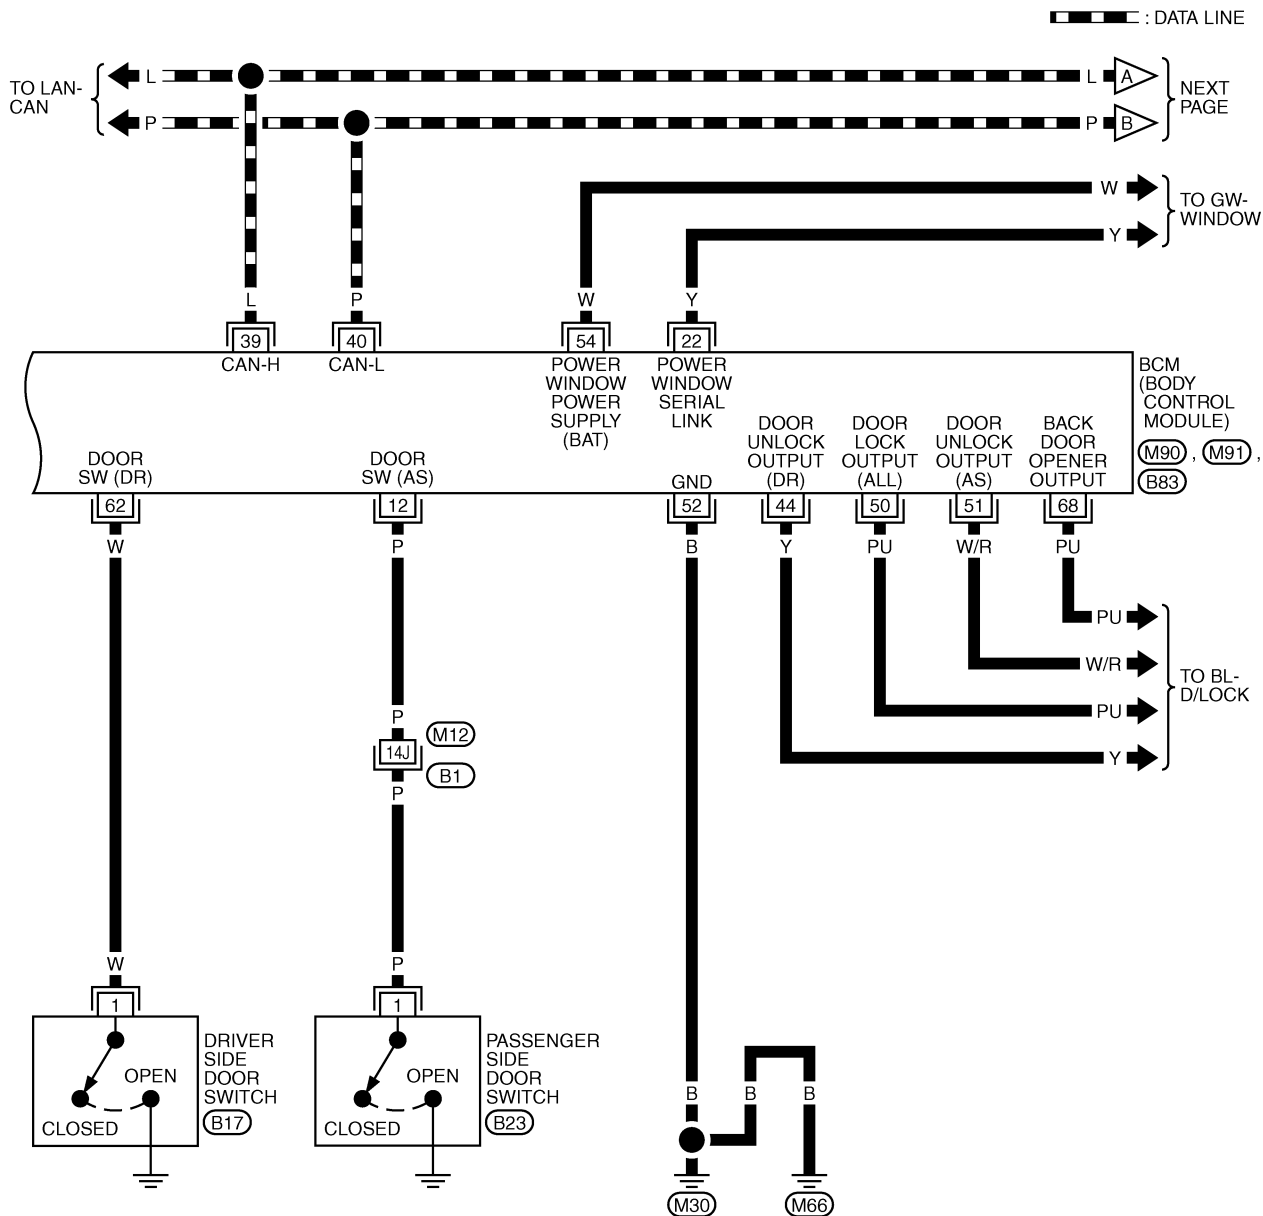 : DATA LINE
TO LAN-
CAN
L
L
A
P
P
B
NEXT
PAGE
W
Y
TO GW-
WINDOW
L
P
W
Y
39
40
54
22
CAN-H
CAN-L
POWER
WINDOW
POWER
SUPPLY
(BAT)
POWER
WINDOW
SERIAL
LINK
BCM
(BODY
CONTROL
MODULE)
M90 , M91 ,
B83
DOOR
SW (DR)
DOOR
SW (AS)
GND
DOOR
UNLOCK
OUTPUT
(DR)
DOOR
LOCK
OUTPUT
(ALL)
DOOR
UNLOCK
OUTPUT
(AS)
BACK
DOOR
OPENER
OUTPUT
62
12
52
44
50
51
68
W
P
B
Y
PU
W/R
PU
PU
W/R
PU
Y
TO BL-
D/LOCK
P
M12
14J
B1
P
W
P
1
1
DRIVER
SIDE
DOOR
SWITCH
B17
OPEN
CLOSED
PASSENGER
SIDE
DOOR
SWITCH
B23
OPEN
CLOSED
B
B
B
M30
M66